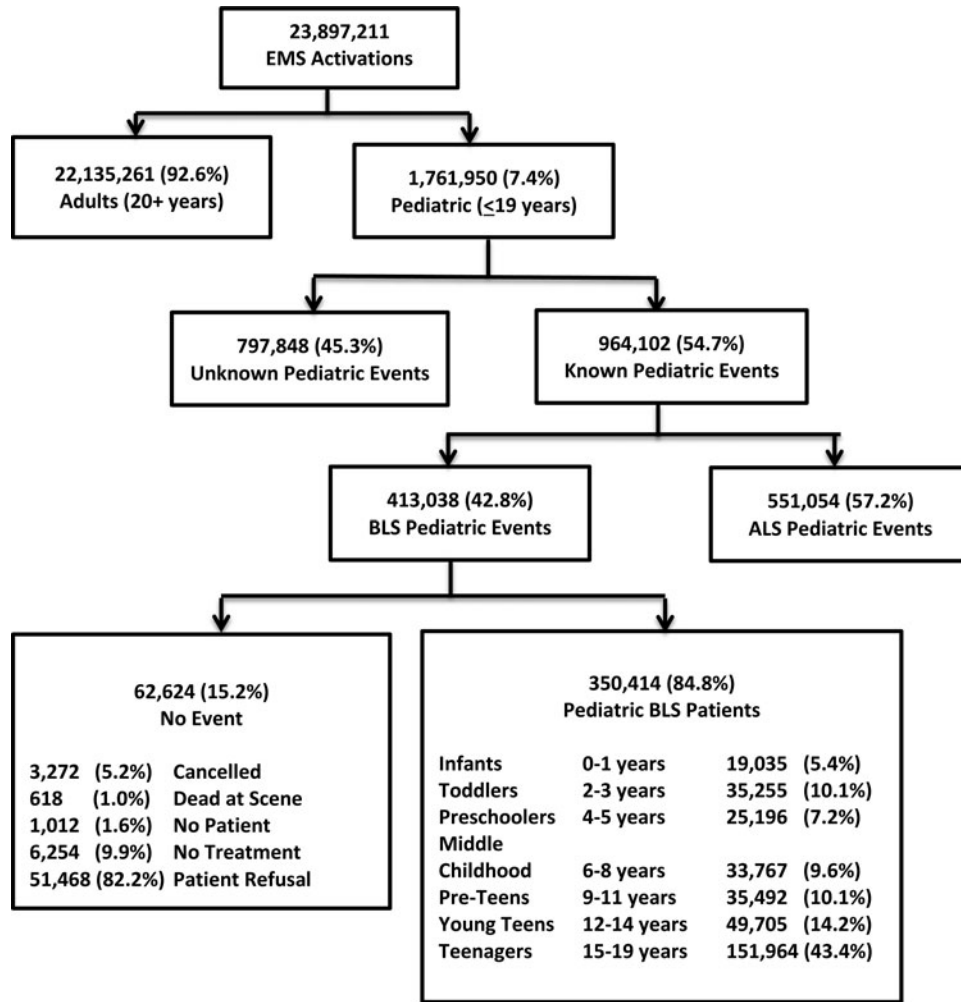 23,897,211
EMS Activations
22,135,261 (92.6%)
Adults (20+ years)
1,761,950 (7.4%)
Pediatric (≤19 years)
797,848 (45.3%)
Unknown Pediatric Events
964,102 (54.7%)
Known Pediatric Events
413,038 (42.8%)
BLS Pediatric Events
551,054 (57.2%)
ALS Pediatric Events
62,624 (15.2%)
No Event
3,272 (5.2%) Cancelled
618 (1.0%) Dead at Scene
1,012 (1.6%) No Patient
6,254 (9.9%) No Treatment
51,468 (82.2%) Patient Refusal
350,414 (84.8%)
Pediatric BLS Patients
Infants 0-1 years 19,035 (5.4%)
Toddlers 2-3 years 35,255 (10.1%)
Preschoolers 4-5 years 25,196 (7.2%)
Middle
Childhood 6-8 years 33,767 (9.6%)
Pre-Teens 9-11 years 35,492 (10.1%)
Young Teens 12-14 years 49,705 (14.2%)
Teenagers 15-19 years 151,964 (43.4%)